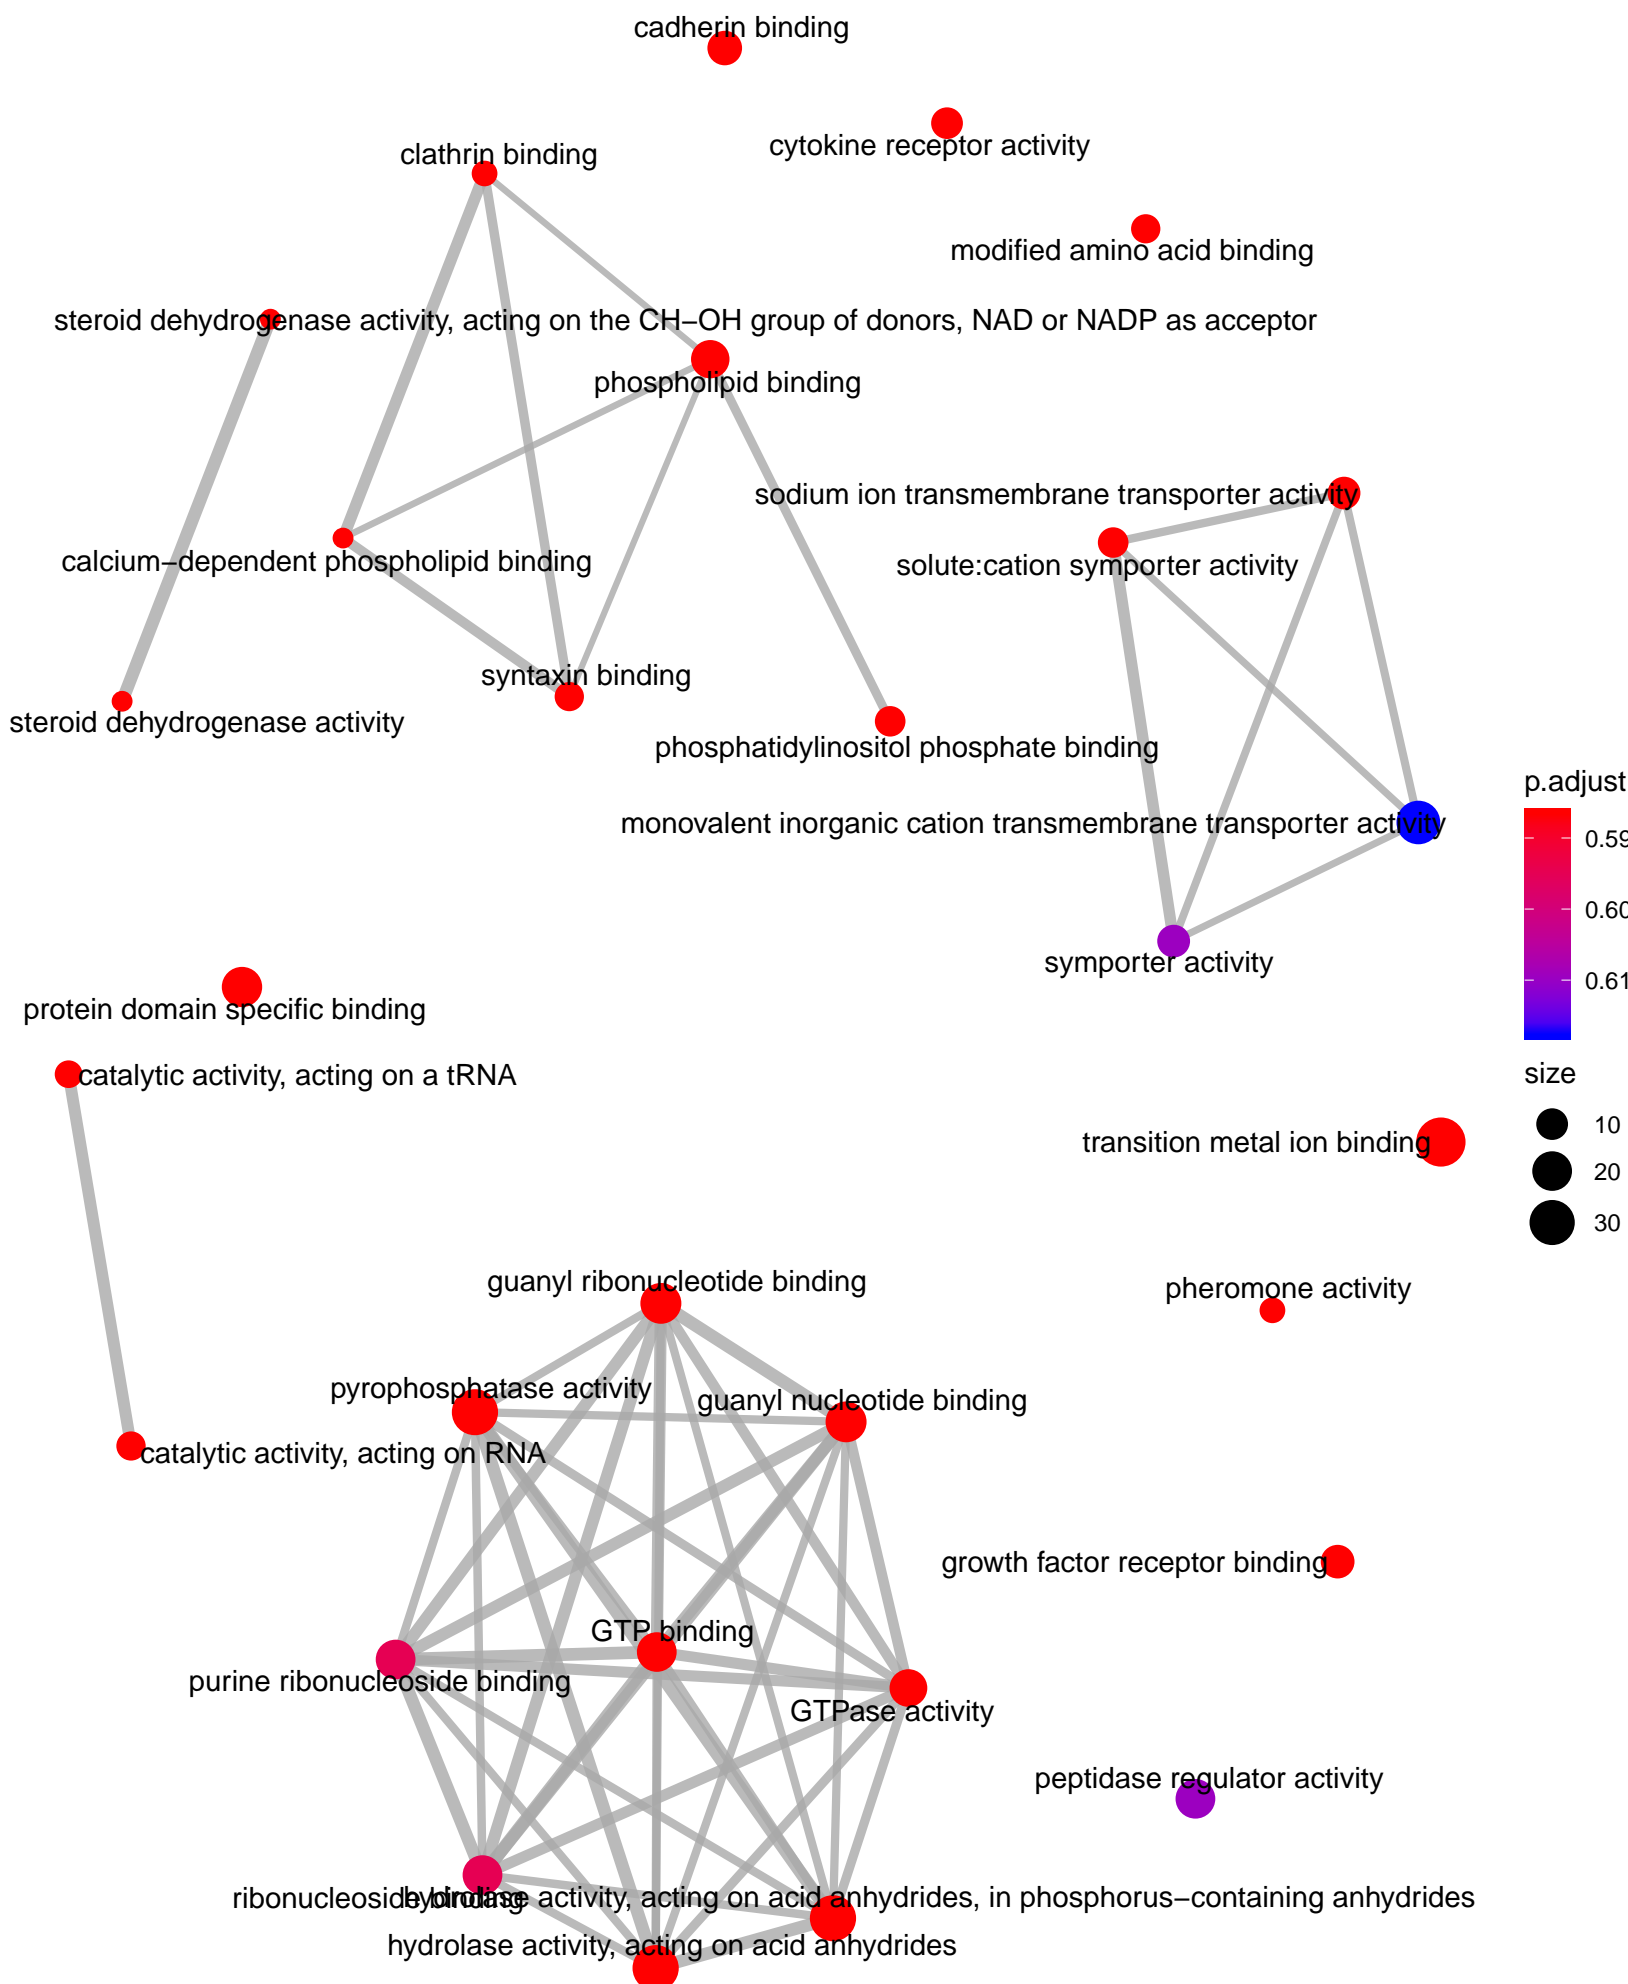 cadherin binding
cytokine receptor activity
clathrin binding
modified amino acid binding
steroid dehydrogenase activity, acting on the CH−OH group of donors, NAD or NADP as acceptor
phospholipid binding
sodium ion transmembrane transporter activity
calcium−dependent phospholipid binding
solute:cation symporter activity
syntaxin binding
steroid dehydrogenase activity
phosphatidylinositol phosphate binding
p.adjust
monovalent inorganic cation transmembrane transporter activity
0.59
0.60
symporter activity
0.61
protein domain specific binding
catalytic activity, acting on a tRNA
size
10
transition metal ion binding
20
30
guanyl ribonucleotide binding
pheromone activity
pyrophosphatase activity
guanyl nucleotide binding
catalytic activity, acting on RNA
growth factor receptor binding
GTP binding
purine ribonucleoside binding
GTPase activity
peptidase regulator activity
ribonucleoside binding
hydrolase activity, acting on acid anhydrides, in phosphorus−containing anhydrides
hydrolase activity, acting on acid anhydrides